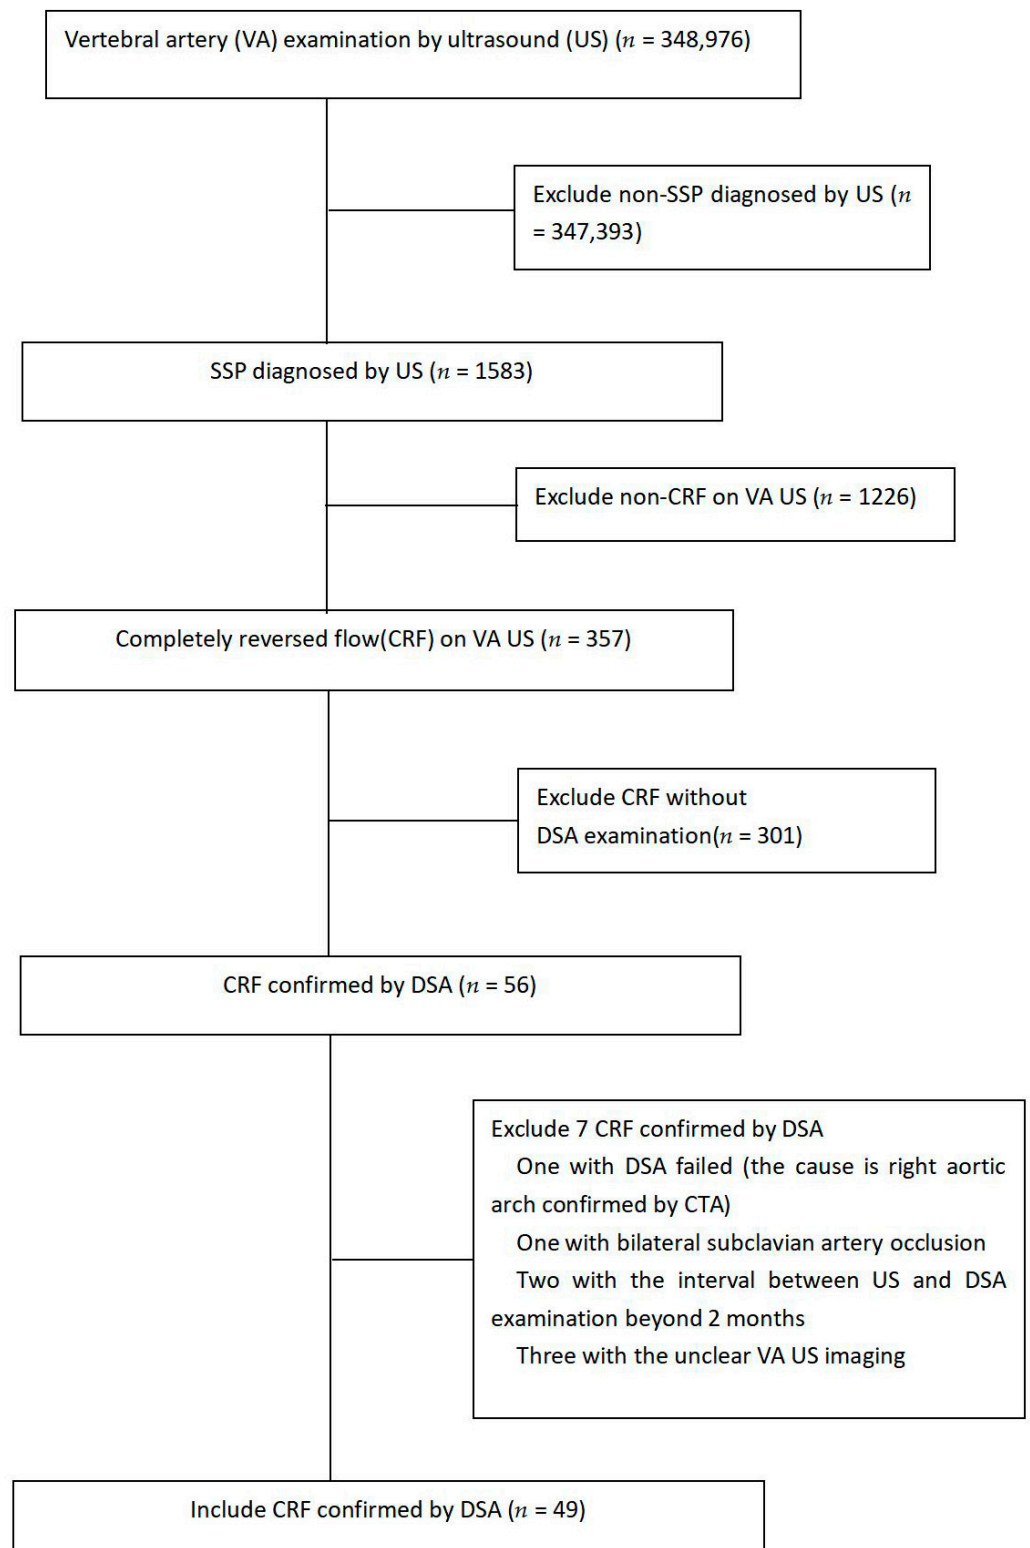 Vertebral artery (VA) examination by ultrasound (US) (n = 348,976)
Exclude non-SSP diagnosed by US (n
= 347,393)
SSP diagnosed by US (n = 1583)
Exclude non-CRF on VA US (n = 1226)
Completely reversed flow(CRF) on VA US (n = 357)
Exclude CRF without
DSA examination(n = 301)
CRF confirmed by DSA (n = 56)
Exclude 7 CRF confirmed by DSA
One with DSA failed (the cause is right aortic
arch confirmed by CTA)
One with bilateral subclavian artery occlusion
Two with the interval between US and DSA
examination beyond 2 months
Three with the unclear VA US imaging
Include CRF confirmed by DSA (n = 49)